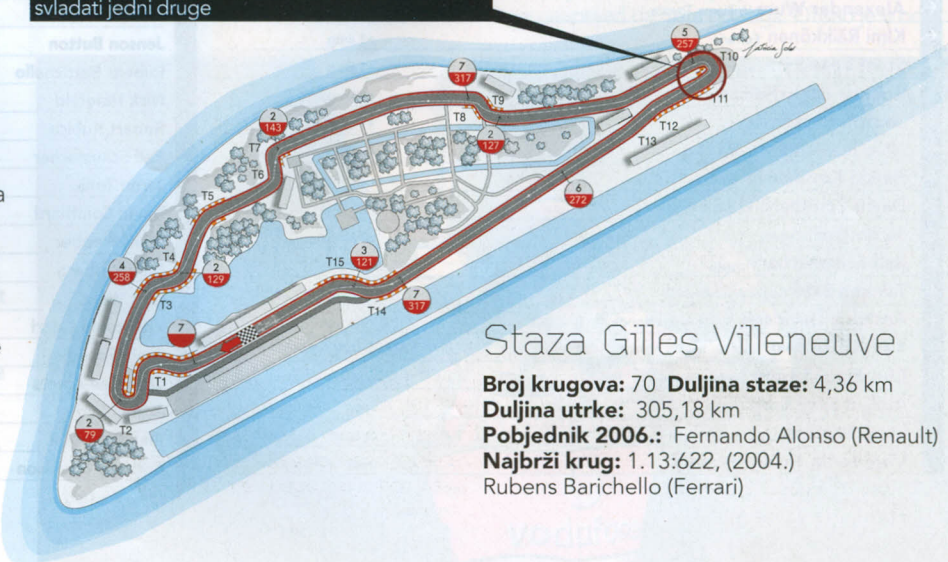 svladati jedni druge
5
257
T10
T11
7
317
T9
T8
2
127
T12
T13
2
143
T7
T6
6
272
T5
T4
4
258
2
129
T3
T15
3
121
7
317
T14
7
T1
2
79
T2
Staza Gilles Villeneuve
Broj krugova: 70 Duljina staze: 4,36 km
Duljina utrke: 305,18 km
Pobjednik 2006.: Fernando Alonso (Renault)
Najbrži krug: 1.13:622, (2004.)
Rubens Barichello (Ferrari)